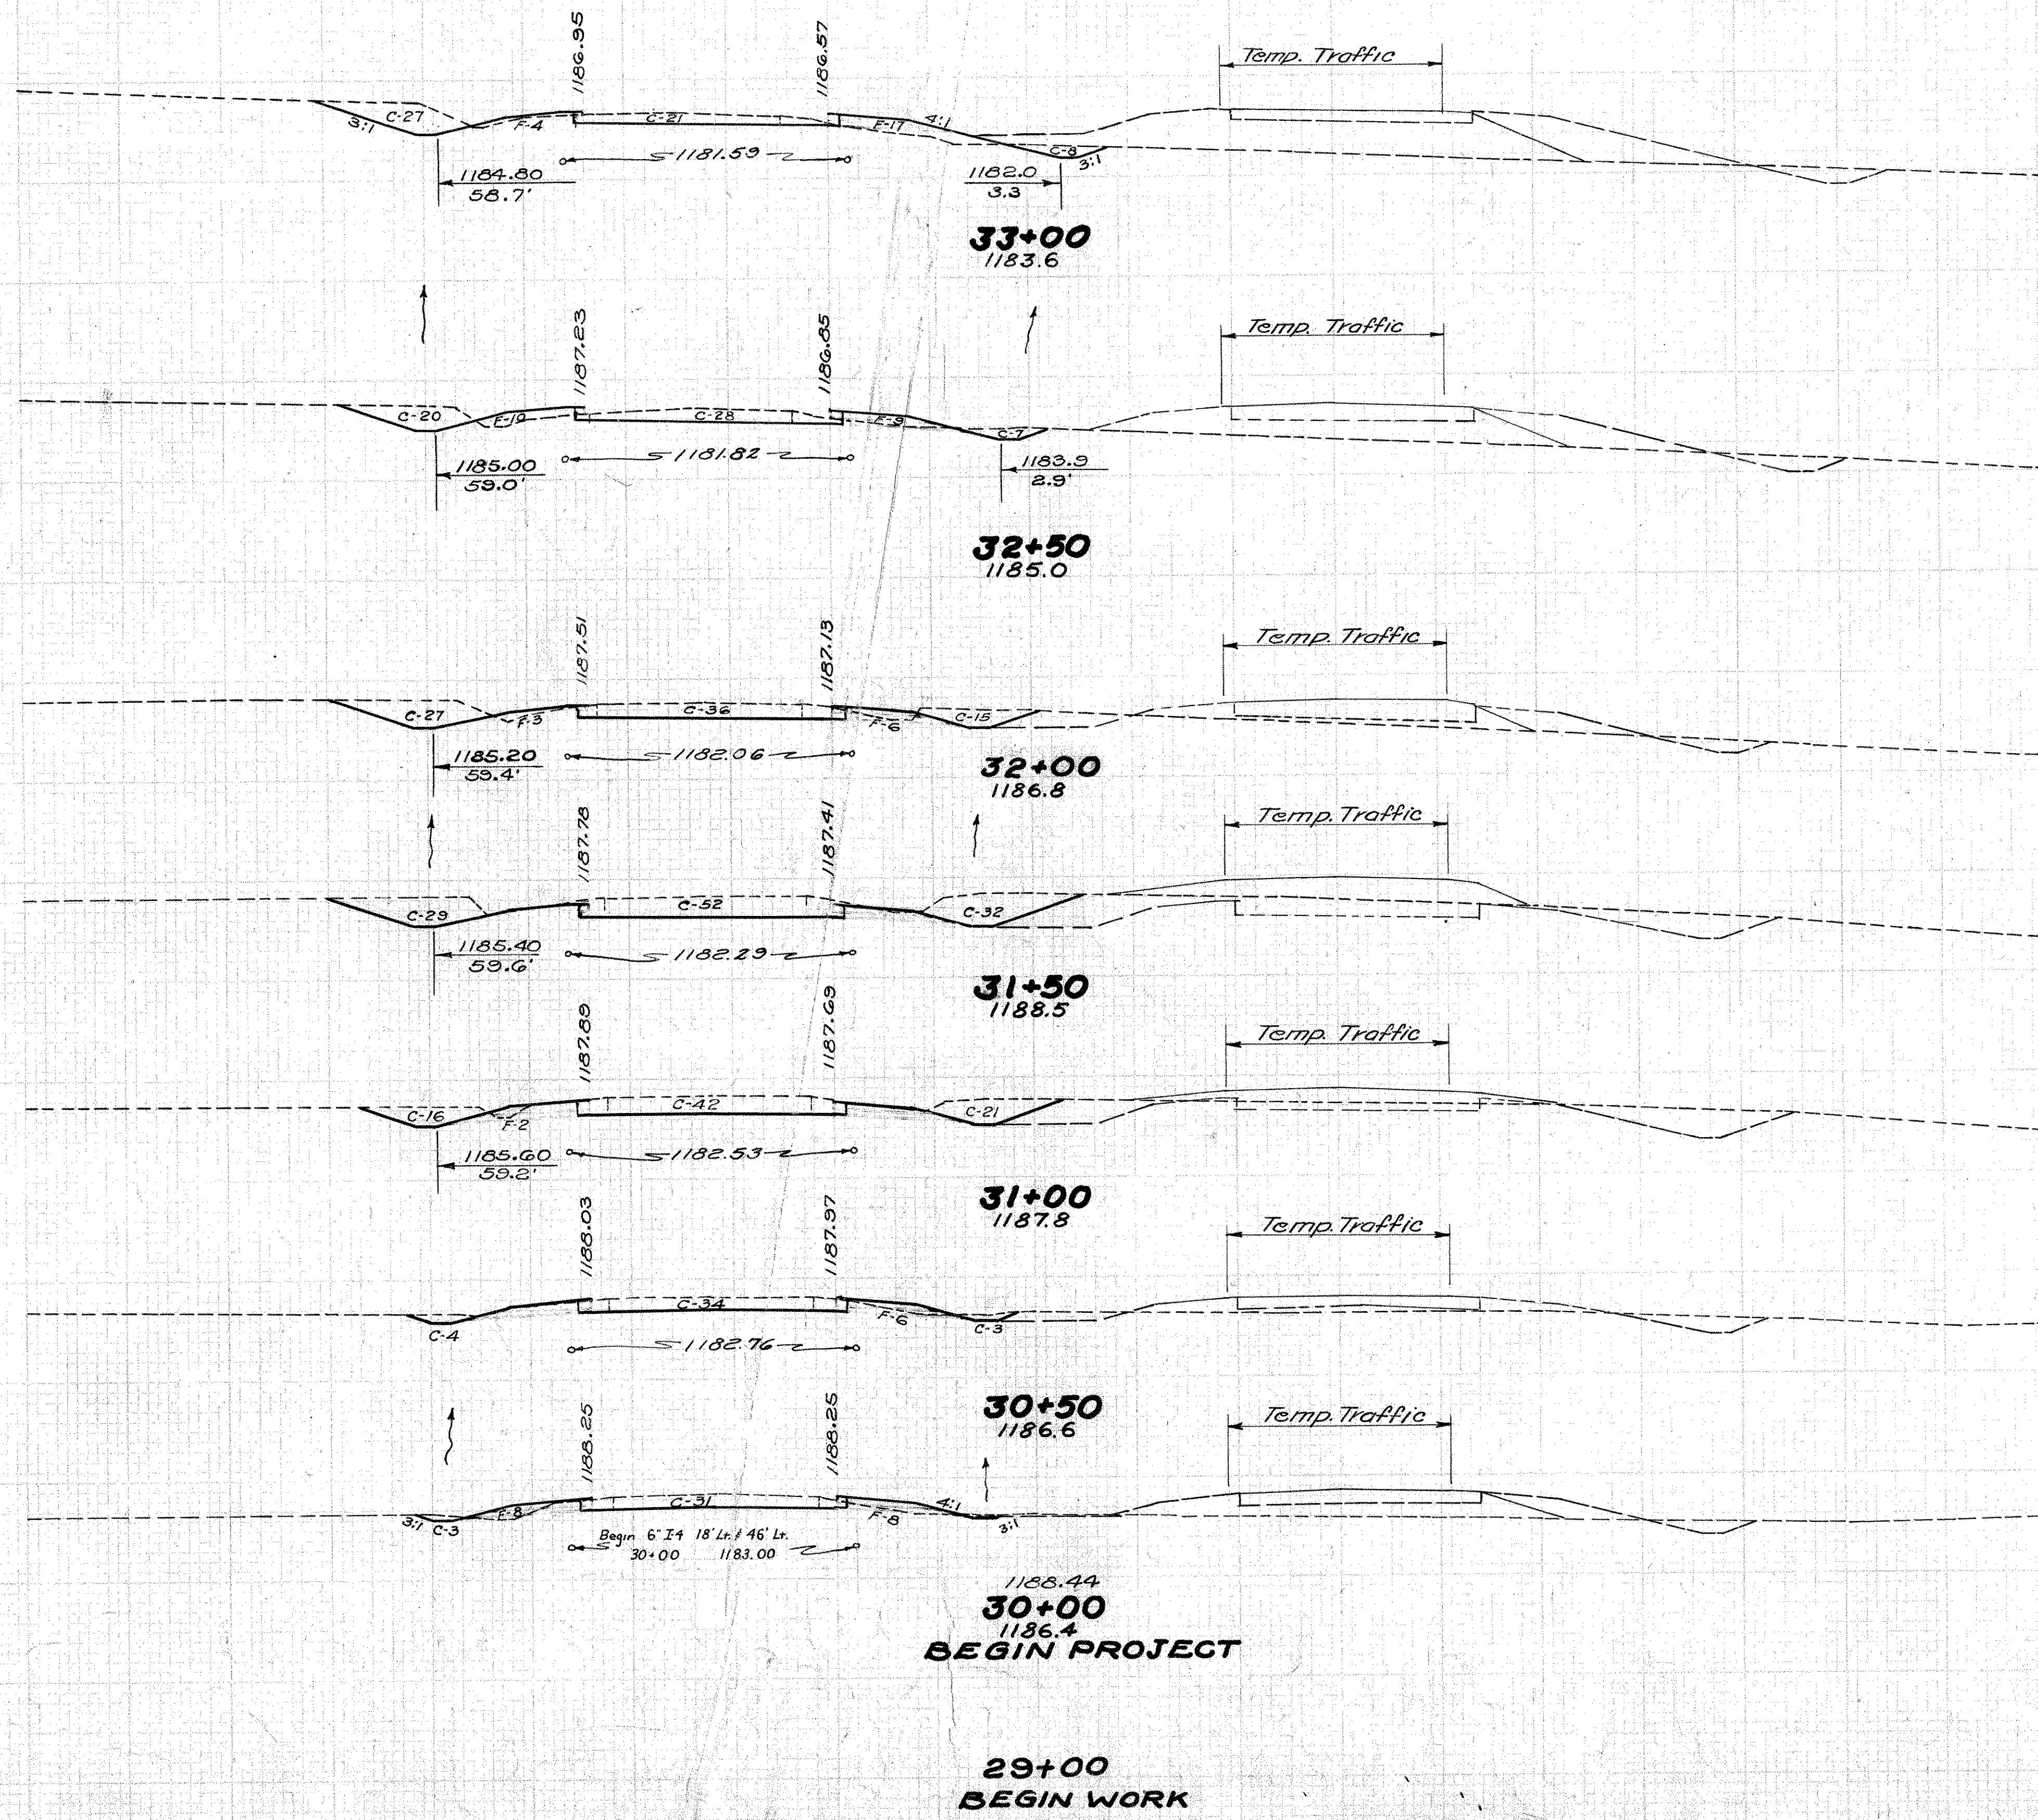 1186.95
1186.57
Temp. Traffic
C-27
3:1
F-4
C-21
F-17
4:1
C-8
3:1
1181.59
1184.80
58.7'
1182.0
3.3
33+00
1183.6
1187.23
1186.85
Temp. Traffic
C-20
F-10
C-28
F-9
C-7
1181.82
1185.00
59.0'
1183.9
2.9'
32+50
1185.0
1187.51
1187.13
Temp. Traffic
C-27
F-3
C-36
F-6
C-15
1182.06
1185.20
59.4'
32+00
1186.8
1187.78
1187.41
Temp. Traffic
C-29
C-52
C-32
1182.29
1185.40
59.6'
31+50
1188.5
1187.89
1187.69
Temp. Traffic
C-16
F-2
C-42
C-21
1182.53
1185.60
59.2'
31+00
1187.8
1188.03
1187.97
Temp. Traffic
C-4
C-34
F-6
C-3
1182.76
30+50
1186.6
1188.25
1188.25
Temp. Traffic
3:1
C-3
F-8
C-31
F-8
4:1
3:1
Begin 6" I-4 18' Lt. & 46' Lt.
30+00 1183.00
1188.44
30+00
1186.4
BEGIN PROJECT
29+00
BEGIN WORK